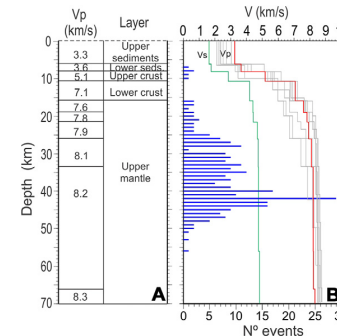 Vp
(km/s)
Layer
V (km/s)
0 1 2 3 4 5 6 7 8 9
Depth (km)
0
10
20
30
40
50
60
70
3.3
3.6
5.1
7.1
7.6
7.8
7.9
8.1
8.2
8.3
Upper
sediments
Lower seds.
Upper crust
Lower crust
Upper
mantle
A
Vs
Vp
B
0 5 10 15 20 25
Nº events